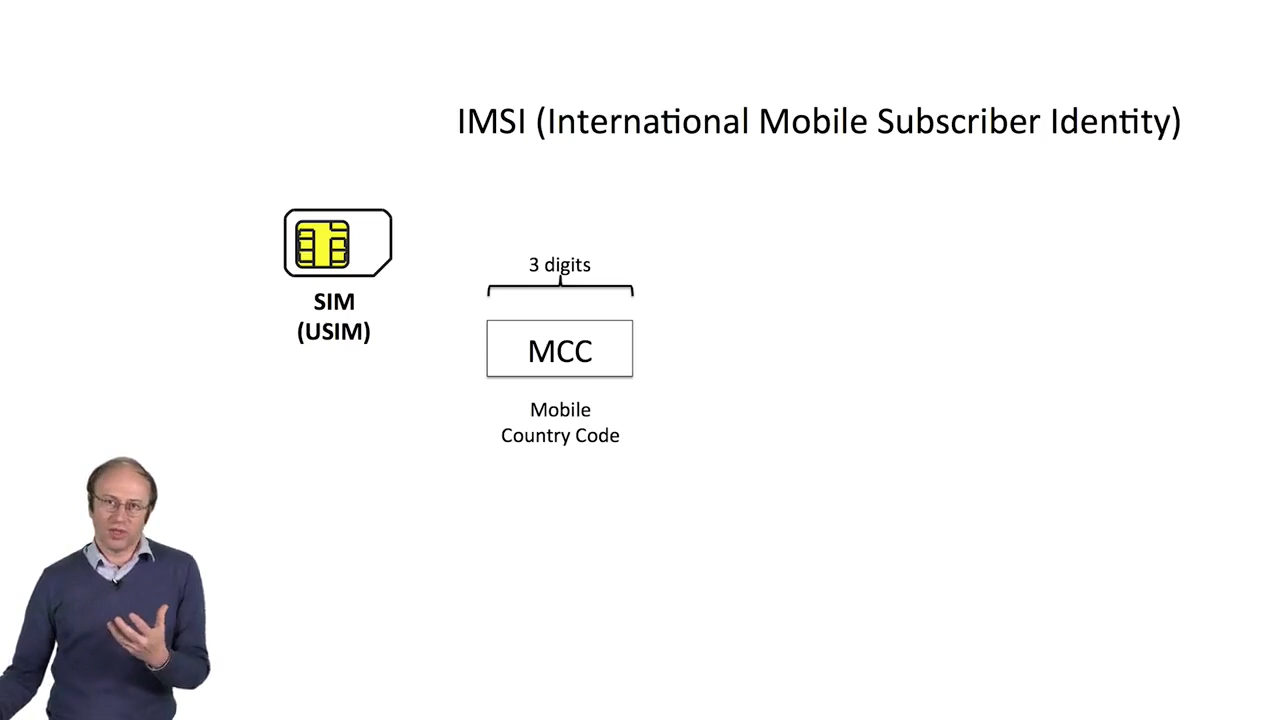 IMSI (International Mobile Subscriber Identity)
SIM
(USIM)
3 digits
MCC
Mobile
Country Code